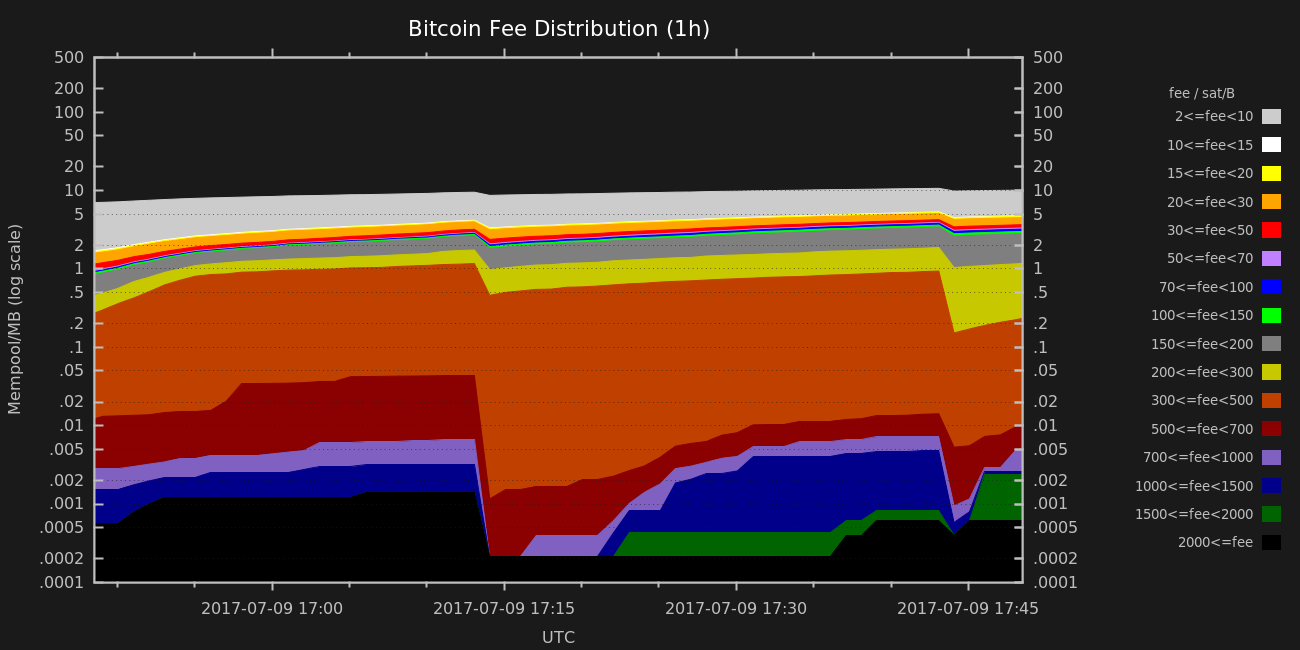 Bitcoin Fee Distribution (1h)
Mempool/MB (log scale)
500
200
100
50
20
10
5
2
1
.5
.2
.1
.05
.02
.01
.005
.002
.001
.0005
.0002
.0001
500
200
100
50
20
10
5
2
1
.5
.2
.1
.05
.02
.01
.005
.002
.001
.0005
.0002
.0001
2017-07-09 17:00
2017-07-09 17:15
2017-07-09 17:30
2017-07-09 17:45
UTC
fee / sat/B
2<=fee<10
10<=fee<15
15<=fee<20
20<=fee<30
30<=fee<50
50<=fee<70
70<=fee<100
100<=fee<150
150<=fee<200
200<=fee<300
300<=fee<500
500<=fee<700
700<=fee<1000
1000<=fee<1500
1500<=fee<2000
2000<=fee